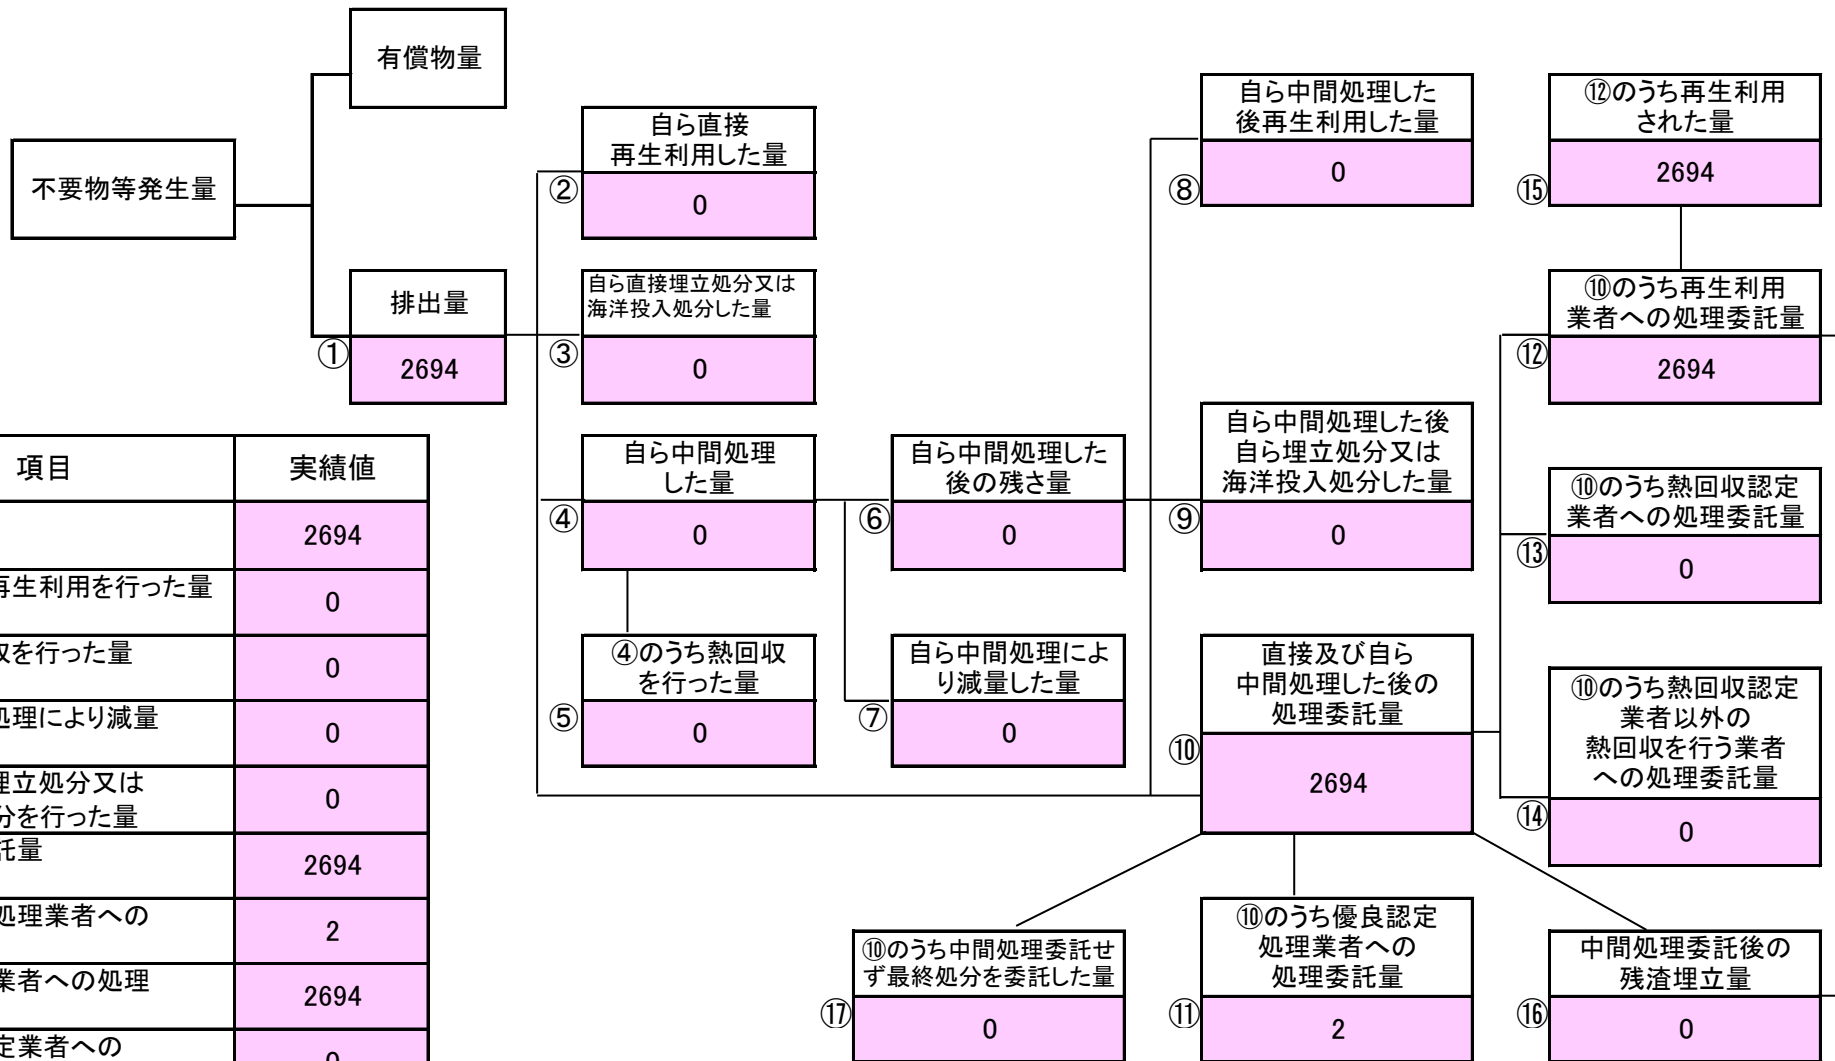 有償物量
不要物等発生量
排出量
①
2694
自ら直接
再生利用した量
②
0
自ら直接埋立処分又は
海洋投入処分した量
③
0
自ら中間処理
した量
④
0
④のうち熱回収
を行った量
⑤
0
自ら中間処理した
後の残さ量
⑥
0
自ら中間処理によ
り減量した量
⑦
0
自ら中間処理した
後再生利用した量
⑧
0
自ら中間処理した後
自ら埋立処分又は
海洋投入処分した量
⑨
0
直接及び自ら
中間処理した後の
処理委託量
⑩
2694
⑩のうち優良認定
処理業者への
処理委託量
⑪
2
⑫のうち再生利用
された量
⑮
2694
⑩のうち再生利用
業者への処理委託量
⑫
2694
⑩のうち熱回収認定
業者への処理委託量
⑬
0
⑩のうち熱回収認定
業者以外の
熱回収を行う業者
への処理委託量
⑭
0
⑩のうち中間処理委託せ
ず最終処分を委託した量
⑰
0
中間処理委託後の
残渣埋立量
⑯
0
項目 実績値
2694
再生利用を行った量 0
収を行った量 0
処理により減量 0
埋立処分又は
分を行った量 0
託量 2694
処理業者への 2
業者への処理 2694
定業者への 0